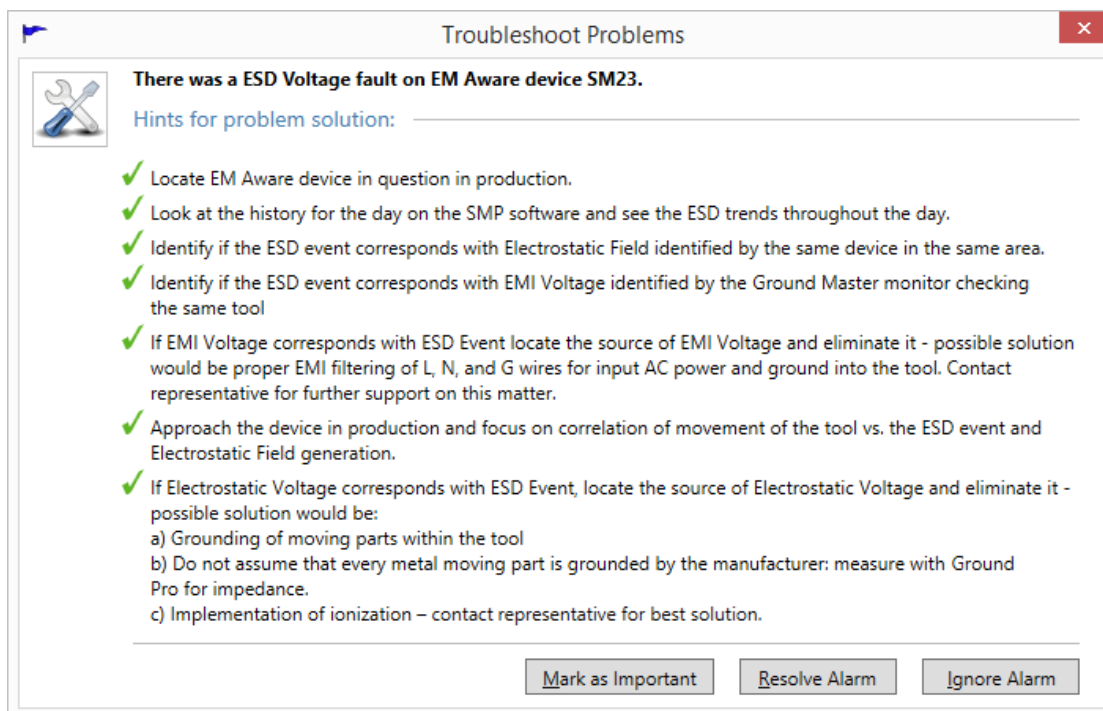 Troubleshoot Problems
There was a ESD Voltage fault on EM Aware device SM23.
Hints for problem solution:
Locate EM Aware device in question in production.
Look at the history for the day on the SMP software and see the ESD trends throughout the day.
Identify if the ESD event corresponds with Electrostatic Field identified by the same device in the same area.
Identify if the ESD event corresponds with EMI Voltage identified by the Ground Master monitor checking
the same tool
If EMI Voltage corresponds with ESD Event locate the source of EMI Voltage and eliminate it - possible solution
would be proper EMI filtering of L, N, and G wires for input AC power and ground into the tool. Contact
representative for further support on this matter.
Approach the device in production and focus on correlation of movement of the tool vs. the ESD event and
Electrostatic Field generation.
If Electrostatic Voltage corresponds with ESD Event, locate the source of Electrostatic Voltage and eliminate it -
possible solution would be:
a) Grounding of moving parts within the tool
b) Do not assume that every metal moving part is grounded by the manufacturer: measure with Ground
Pro for impedance.
c) Implementation of ionization – contact representative for best solution.
Mark as Important
Resolve Alarm
Ignore Alarm